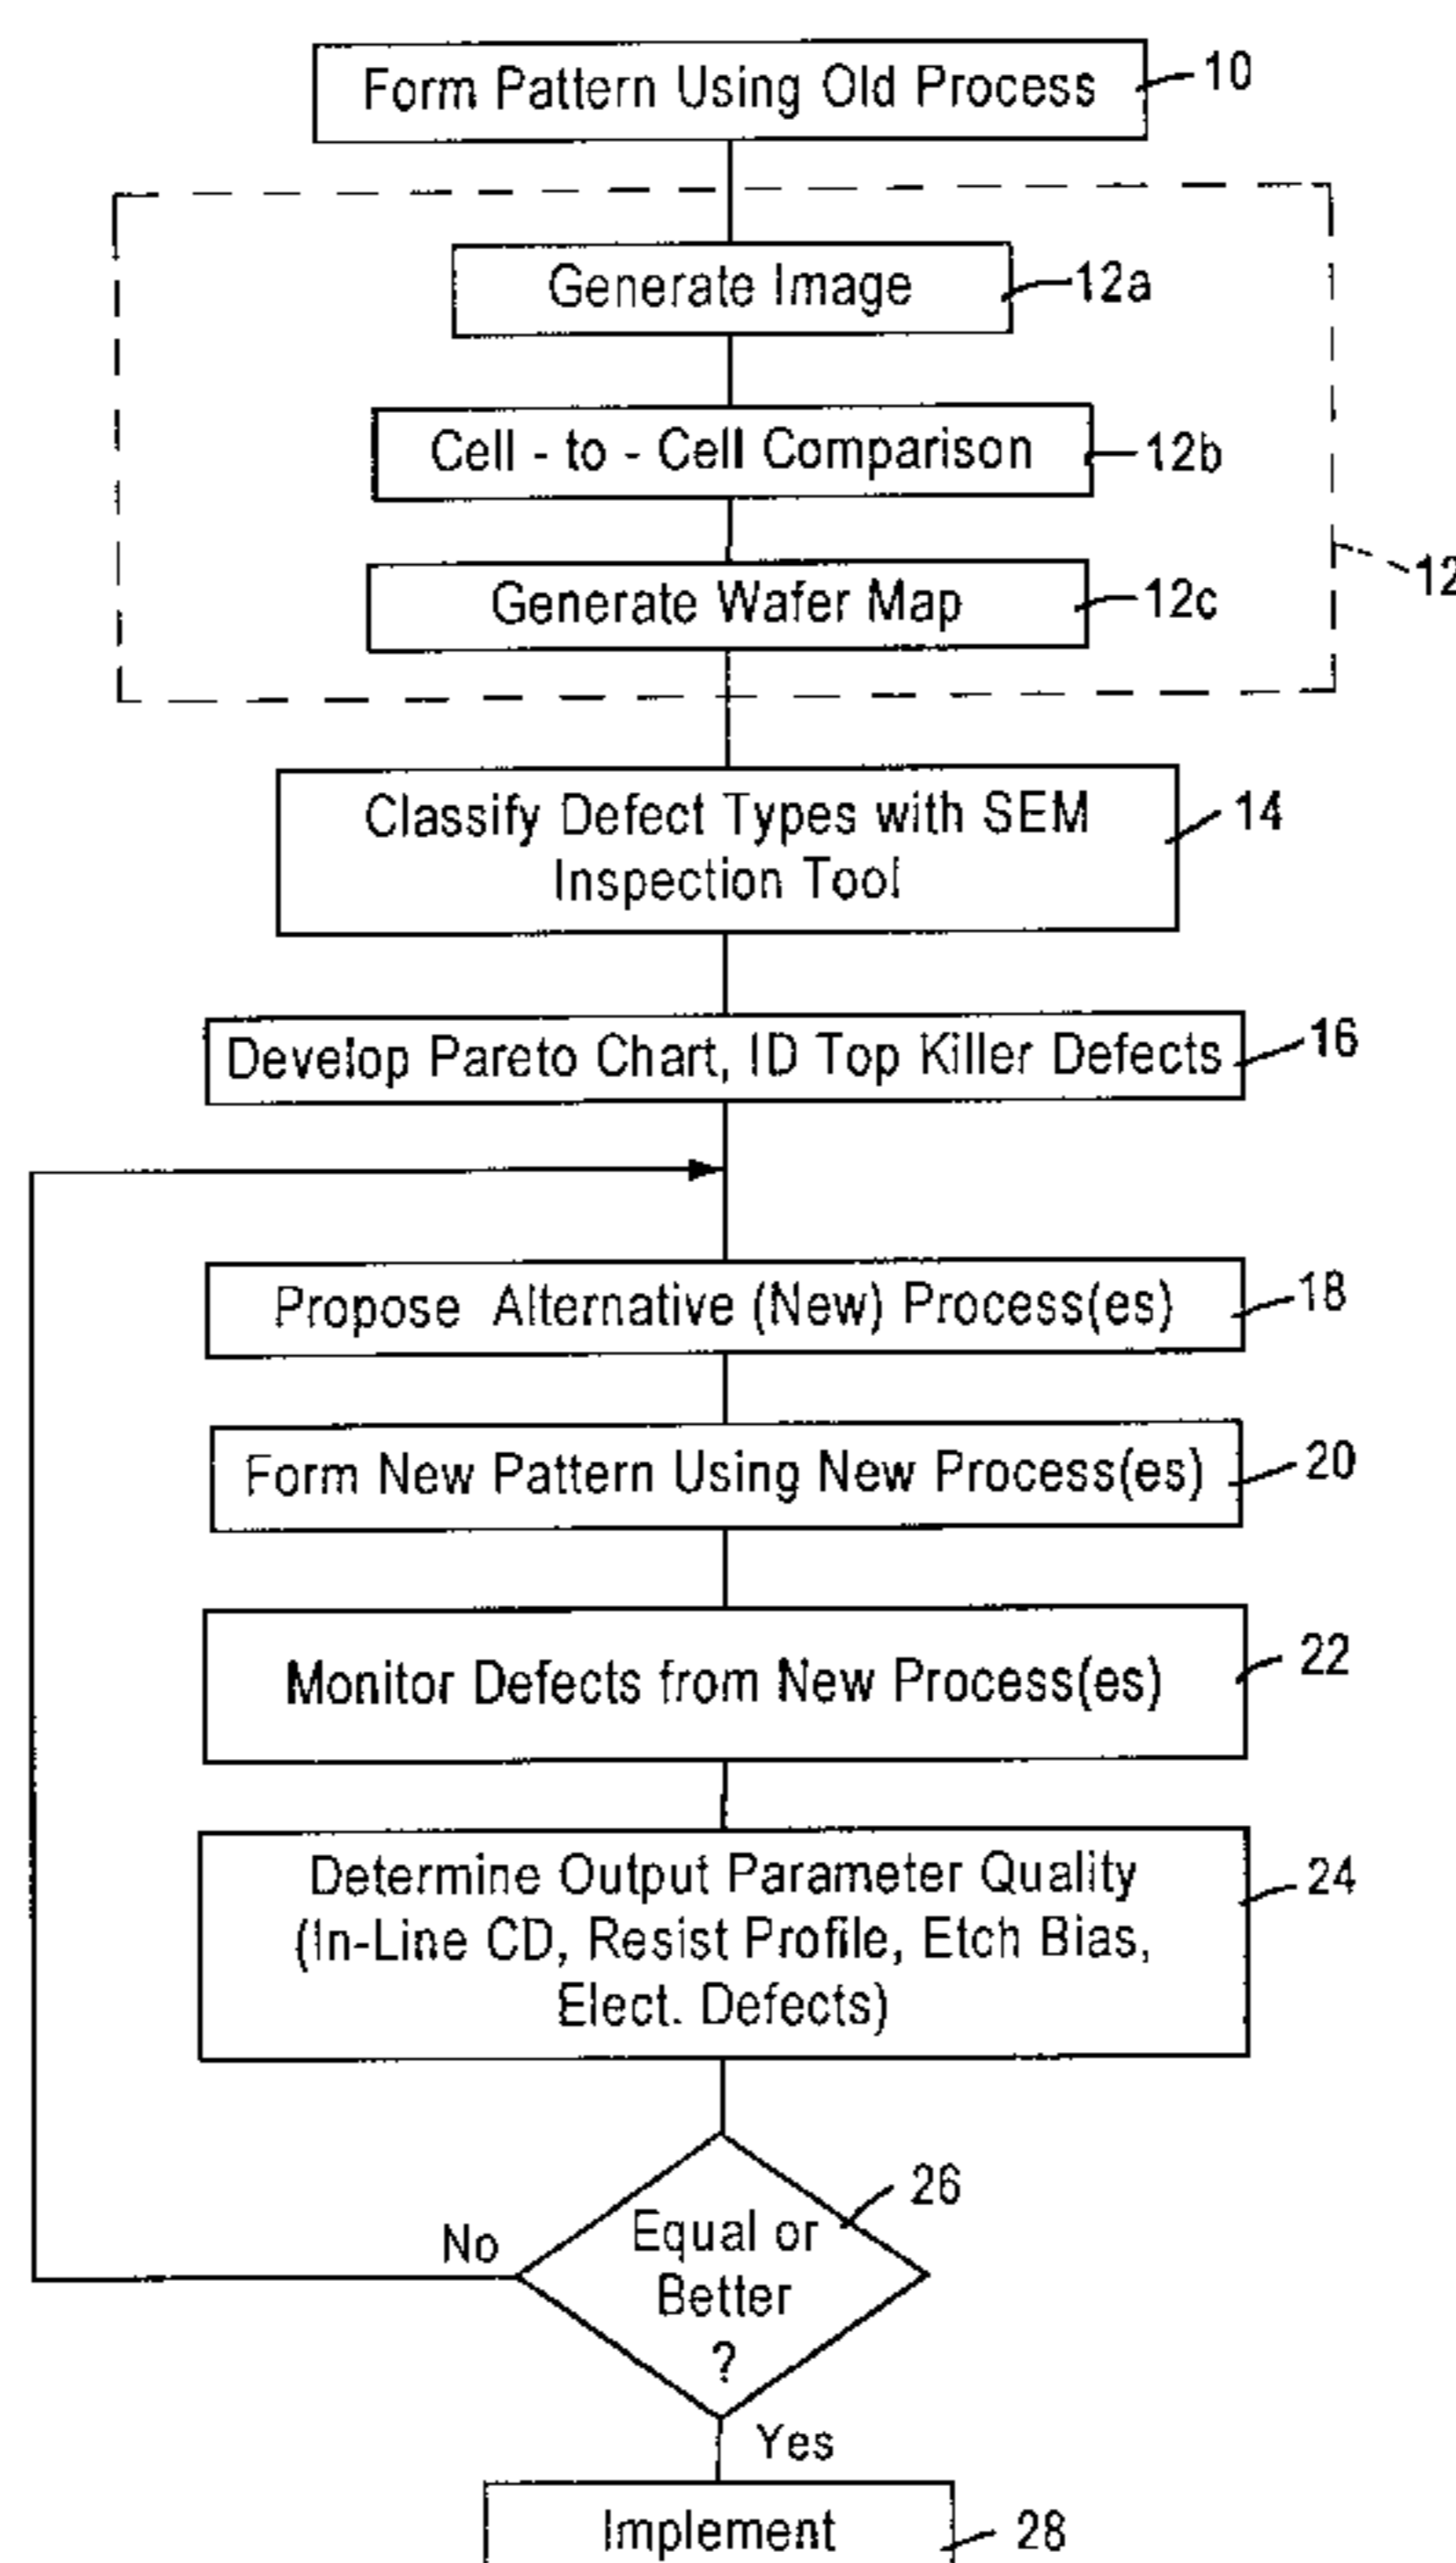 Form Pattern Using Old Process
10
Generate Image
12a
Cell - to - Cell Comparison
12b
12
Generate Wafer Map
12c
Classify Defect Types with SEM
Inspection Tool
14
Develop Pareto Chart, ID Top Killer Defects
16
Propose Alternative (New) Process(es)
18
Form New Pattern Using New Process(es)
20
Monitor Defects from New Process(es)
22
Determine Output Parameter Quality
(In-Line CD, Resist Profile, Etch Bias,
Elect. Defects)
24
Equal or
Better
?
26
No
Yes
Implement
28